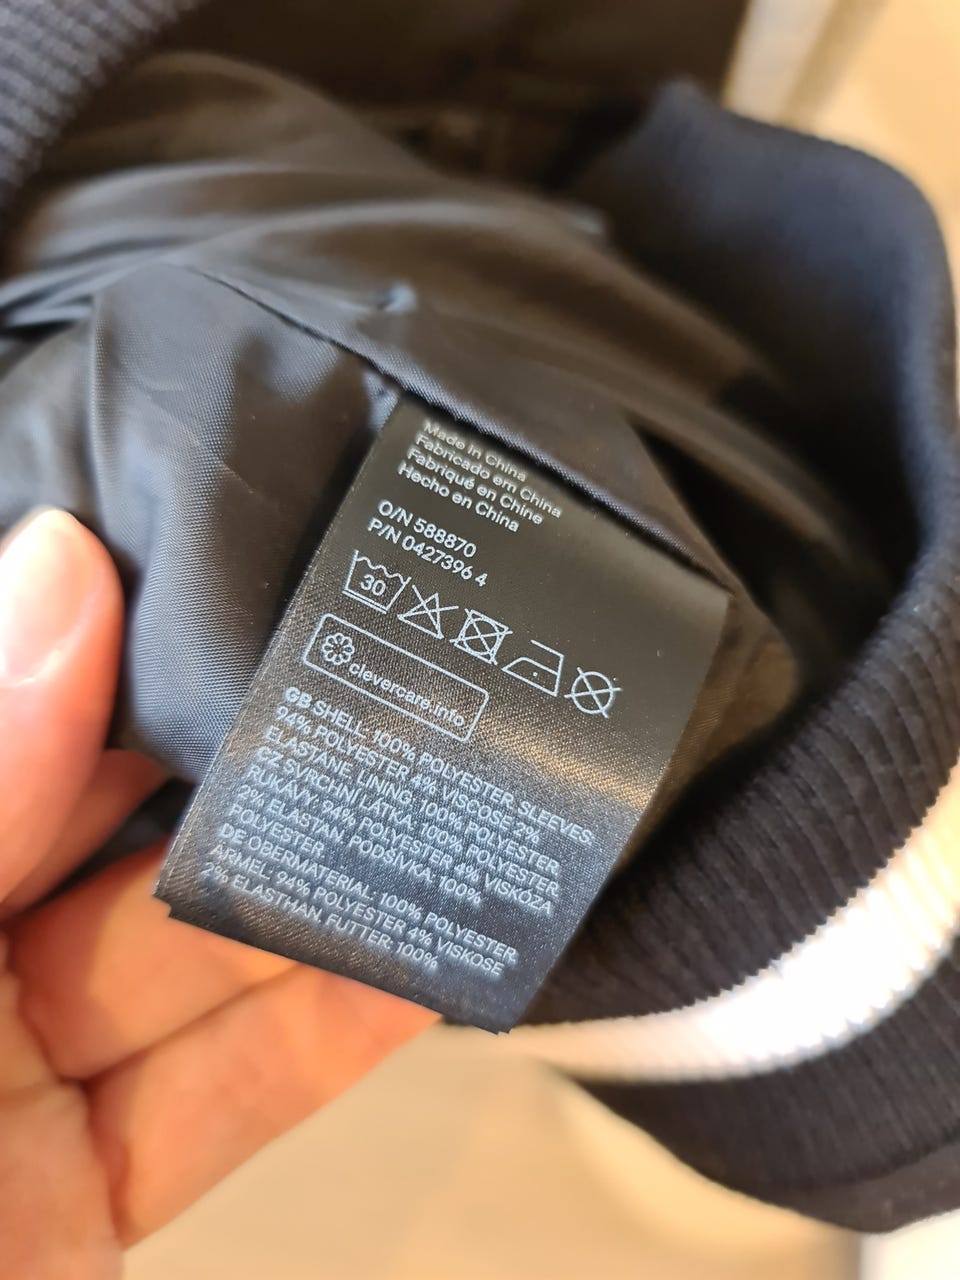 Made in China
Fabricado em China
Fabriqué en Chine
Hecho en China
O/N 588870
P/N 0427396 4
30
clevercare.info
GB SHELL: 100% POLYESTER. SLEEVES:
94% POLYESTER 4% VISCOSE 2%
ELASTANE. LINING: 100% POLYESTER
CZ SVRCHNÍ LÁTKA: 100% POLYESTER.
RUKÁVY: 94% POLYESTER 4% VISKÓZA
2% ELASTAN. PODŠÍVKA: 100%
POLYESTER
DE OBERMATERIAL: 100% POLYESTER.
ÄRMEL: 94% POLYESTER 4% VISKOSE
2% ELASTHAN. FUTTER: 100%